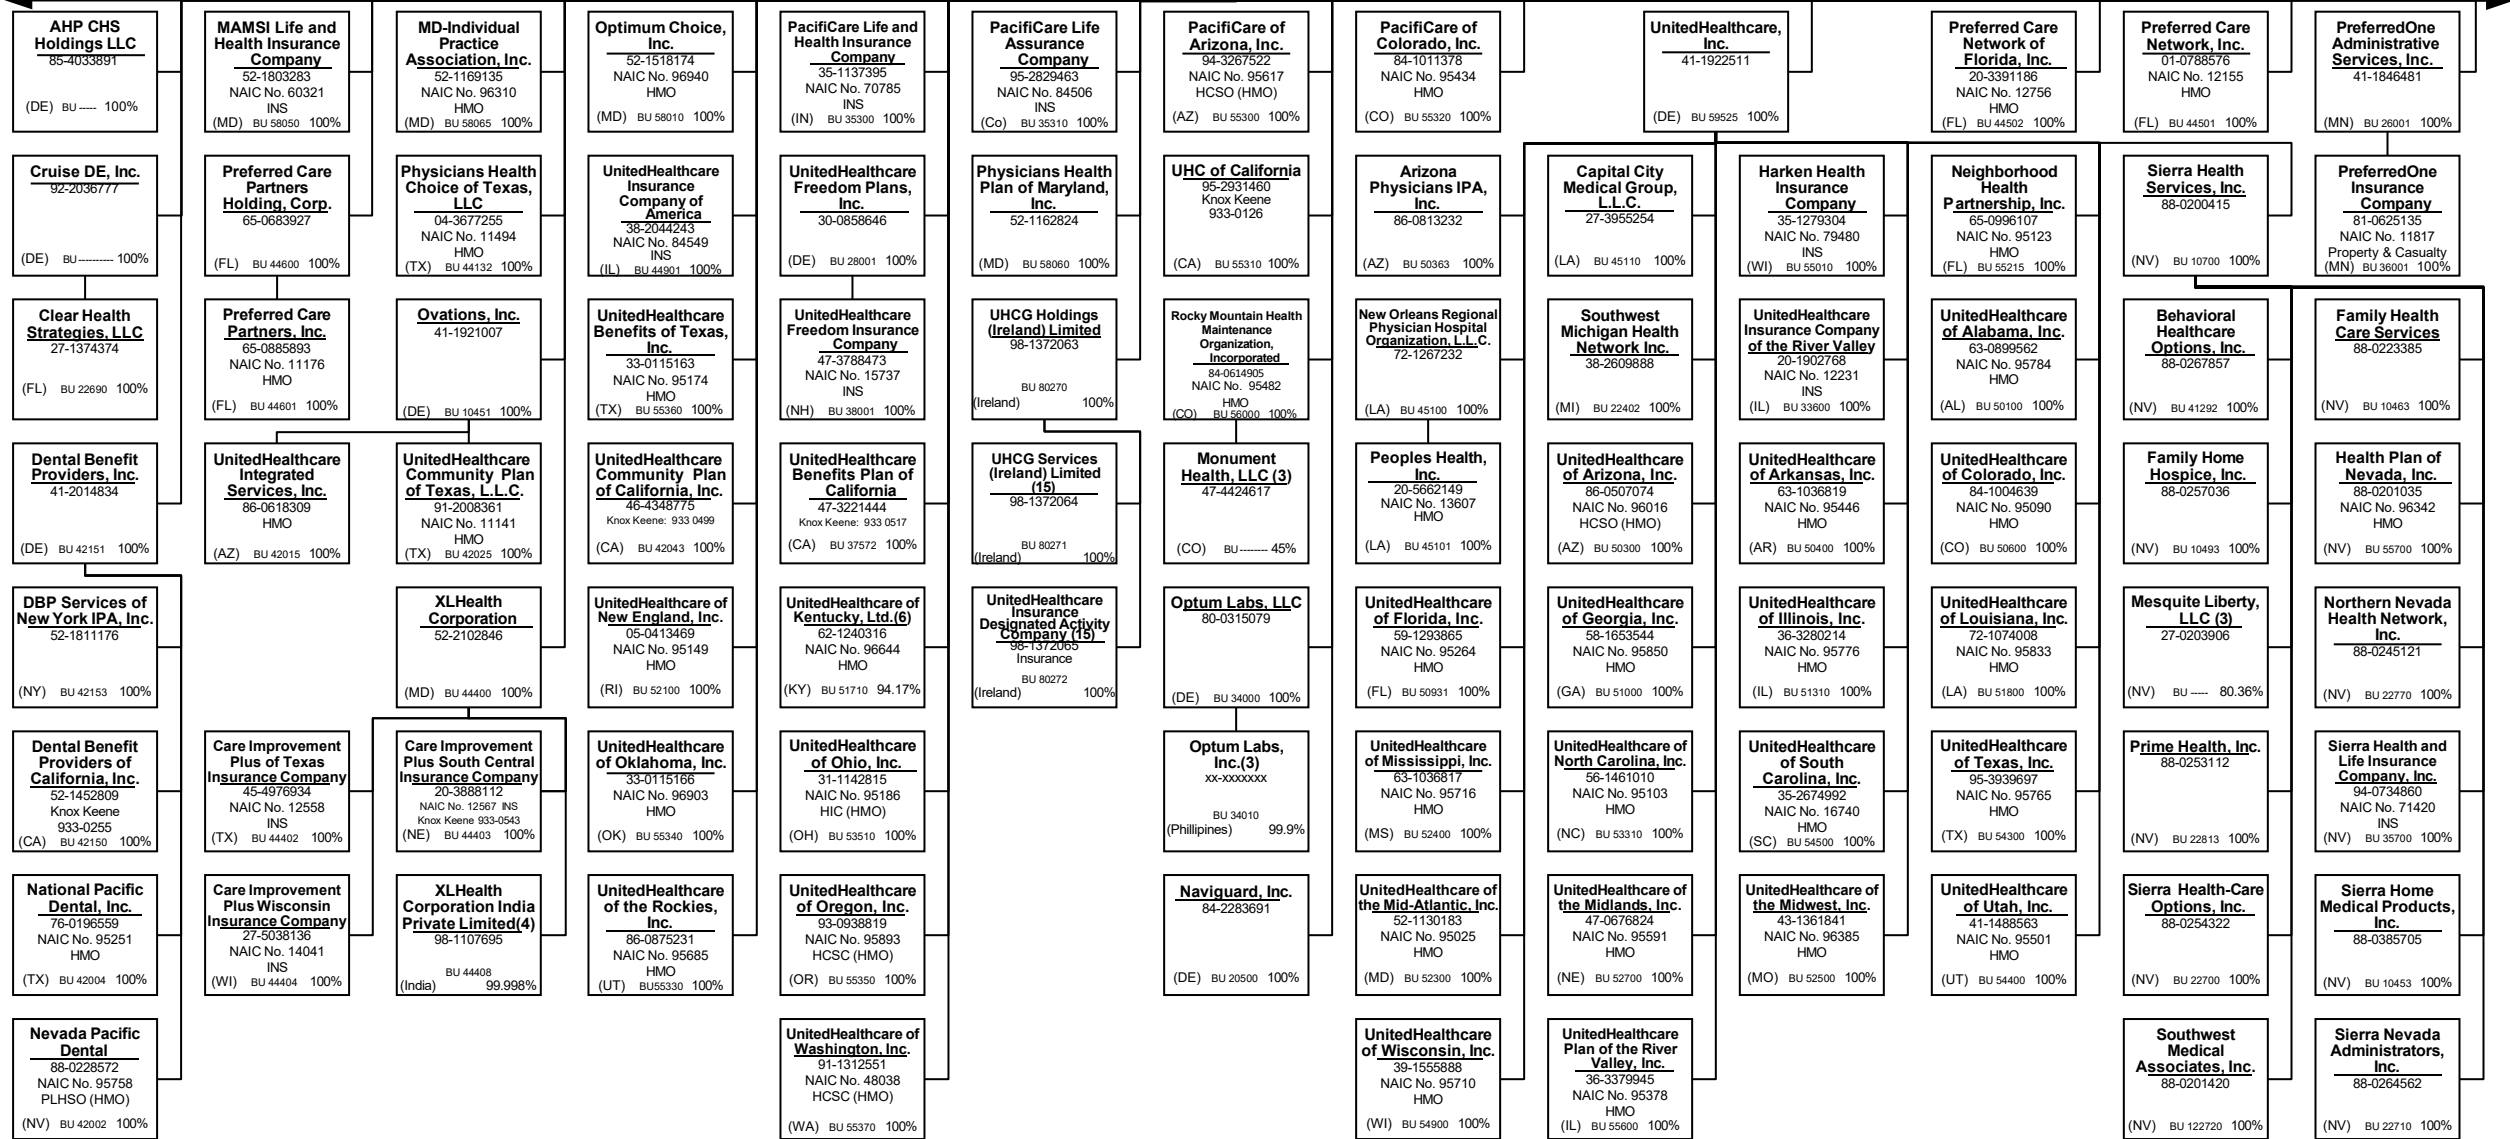 AHP CHS
Holdings LLC
85-4033891
(DE) BU ----- 100%
MAMSI Life and
Health Insurance
Company
52-1803283
NAIC No. 60321
INS
(MD) BU 58050 100%
MD-Individual
Practice
Association, Inc.
52-1169135
NAIC No. 96310
HMO
(MD) BU 58065 100%
Optimum Choice,
Inc.
52-1518174
NAIC No. 96940
HMO
(MD) BU 58010 100%
PacifiCare Life and
Health Insurance
Company
35-1137395
NAIC No. 70785
INS
(IN) BU 35300 100%
PacifiCare Life
Assurance
Company
95-2829463
NAIC No. 84506
INS
(Co) BU 35310 100%
PacifiCare of
Arizona, Inc.
94-3267522
NAIC No. 95617
HCSO (HMO)
(AZ) BU 55300 100%
PacifiCare of
Colorado, Inc.
84-1011378
NAIC No. 95434
HMO
(CO) BU 55320 100%
UnitedHealthcare,
Inc.
41-1922511
(DE) BU 59525 100%
Preferred Care
Network of
Florida, Inc.
20-3391186
NAIC No. 12756
HMO
(FL) BU 44502 100%
Preferred Care
Network, Inc.
01-0788576
NAIC No. 12155
HMO
(FL) BU 44501 100%
PreferredOne
Administrative
Services, Inc.
41-1846481
(MN) BU 26001 100%
Cruise DE, Inc.
92-2036777
(DE) BU---------- 100%
Preferred Care
Partners
Holding, Corp.
65-0683927
(FL) BU 44600 100%
Physicians Health
Choice of Texas,
LLC
04-3677255
NAIC No. 11494
HMO
(TX) BU 44132 100%
UnitedHealthcare
Insurance
Company of
America
38-2044243
NAIC No. 84549
INS
(IL) BU 44901 100%
UnitedHealthcare
Freedom Plans,
Inc.
30-0858646
(DE) BU 28001 100%
Physicians Health
Plan of Maryland,
Inc.
52-1162824
(MD) BU 58060 100%
UHC of California
95-2931460
Knox Keene
933-0126
(CA) BU 55310 100%
Arizona
Physicians IPA,
Inc.
86-0813232
(AZ) BU 50363 100%
Capital City
Medical Group,
L.L.C.
27-3955254
(LA) BU 45110 100%
Harken Health
Insurance
Company
35-1279304
NAIC No. 79480
INS
(WI) BU 55010 100%
Neighborhood
Health
Partnership, Inc.
65-0996107
NAIC No. 95123
HMO
(FL) BU 55215 100%
Sierra Health
Services, Inc.
88-0200415
(NV) BU 10700 100%
PreferredOne
Insurance
Company
81-0625135
NAIC No. 11817
Property & Casualty
(MN) BU 36001 100%
Clear Health
Strategies, LLC
27-1374374
(FL) BU 22690 100%
Preferred Care
Partners, Inc.
65-0885893
NAIC No. 11176
HMO
(FL) BU 44601 100%
Ovations, Inc.
41-1921007
(DE) BU 10451 100%
UnitedHealthcare
Benefits of Texas,
Inc.
33-0115163
NAIC No. 95174
HMO
(TX) BU 55360 100%
UnitedHealthcare
Freedom Insurance
Company
47-3788473
NAIC No. 15737
INS
(NH) BU 38001 100%
UHCG Holdings
(Ireland) Limited
98-1372063
BU 80270
(Ireland) 100%
Rocky Mountain Health
Maintenance
Organization,
Incorporated
84-0614905
NAIC No. 95482
HMO
(CO) BU 56000 100%
New Orleans Regional
Physician Hospital
Organization, L.L.C.
72-1267232
(LA) BU 45100 100%
Southwest
Michigan Health
Network Inc.
38-2609888
(MI) BU 22402 100%
UnitedHealthcare
Insurance Company
of the River Valley
20-1902768
NAIC No. 12231
INS
(IL) BU 33600 100%
UnitedHealthcare
of Alabama, Inc.
63-0899562
NAIC No. 95784
HMO
(AL) BU 50100 100%
Behavioral
Healthcare
Options, Inc.
88-0267857
(NV) BU 41292 100%
Family Health
Care Services
88-0223385
(NV) BU 10463 100%
Dental Benefit
Providers, Inc.
41-2014834
(DE) BU 42151 100%
UnitedHealthcare
Integrated
Services, Inc.
86-0618309
HMO
(AZ) BU 42015 100%
UnitedHealthcare
Community Plan
of Texas, L.L.C.
91-2008361
NAIC No. 11141
HMO
(TX) BU 42025 100%
UnitedHealthcare
Community Plan
of California, Inc.
46-4348775
Knox Keene: 933 0499
(CA) BU 42043 100%
UnitedHealthcare
Benefits Plan of
California
47-3221444
Knox Keene: 933 0517
(CA) BU 37572 100%
UHCG Services
(Ireland) Limited
(15)
98-1372064
BU 80271
(Ireland) 100%
Monument
Health, LLC (3)
47-4424617
(CO) BU-------- 45%
Peoples Health,
Inc.
20-5662149
NAIC No. 13607
HMO
(LA) BU 45101 100%
UnitedHealthcare
of Arizona, Inc.
86-0507074
NAIC No. 96016
HCSO (HMO)
(AZ) BU 50300 100%
UnitedHealthcare
of Arkansas, Inc.
63-1036819
NAIC No. 95446
HMO
(AR) BU 50400 100%
UnitedHealthcare
of Colorado, Inc.
84-1004639
NAIC No. 95090
HMO
(CO) BU 50600 100%
Family Home
Hospice, Inc.
88-0257036
(NV) BU 10493 100%
Health Plan of
Nevada, Inc.
88-0201035
NAIC No. 96342
HMO
(NV) BU 55700 100%
DBP Services of
New York IPA, Inc.
52-1811176
(NY) BU 42153 100%
XLHealth
Corporation
52-2102846
(MD) BU 44400 100%
UnitedHealthcare of
New England, Inc.
05-0413469
NAIC No. 95149
HMO
(RI) BU 52100 100%
UnitedHealthcare of
Kentucky, Ltd.(6)
62-1240316
NAIC No. 96644
HMO
(KY) BU 51710 94.17%
UnitedHealthcare
Insurance
Designated Activity
Company (15)
98-1372065
Insurance
BU 80272
(Ireland) 100%
Optum Labs, LLC
80-0315079
(DE) BU 34000 100%
UnitedHealthcare
of Florida, Inc.
59-1293865
NAIC No. 95264
HMO
(FL) BU 50931 100%
UnitedHealthcare
of Georgia, Inc.
58-1653544
NAIC No. 95850
HMO
(GA) BU 51000 100%
UnitedHealthcare
of Illinois, Inc.
36-3280214
NAIC No. 95776
HMO
(IL) BU 51310 100%
UnitedHealthcare
of Louisiana, Inc.
72-1074008
NAIC No. 95833
HMO
(LA) BU 51800 100%
Mesquite Liberty,
LLC (3)
27-0203906
(NV) BU ----- 80.36%
Northern Nevada
Health Network,
Inc.
88-0245121
(NV) BU 22770 100%
Dental Benefit
Providers of
California, Inc.
52-1452809
Knox Keene
933-0255
(CA) BU 42150 100%
Care Improvement
Plus of Texas
Insurance Company
45-4976934
NAIC No. 12558
INS
(TX) BU 44402 100%
Care Improvement
Plus South Central
Insurance Company
20-3888112
NAIC No. 12567 INS
Knox Keene 933-0543
(NE) BU 44403 100%
UnitedHealthcare
of Oklahoma, Inc.
33-0115166
NAIC No. 96903
HMO
(OK) BU 55340 100%
UnitedHealthcare
of Ohio, Inc.
31-1142815
NAIC No. 95186
HIC (HMO)
(OH) BU 53510 100%
Optum Labs,
Inc.(3)
xx-xxxxxxx
BU 34010
(Phillipines) 99.9%
UnitedHealthcare
of Mississippi, Inc.
63-1036817
NAIC No. 95716
HMO
(MS) BU 52400 100%
UnitedHealthcare of
North Carolina, Inc.
56-1461010
NAIC No. 95103
HMO
(NC) BU 53310 100%
UnitedHealthcare
of South
Carolina, Inc.
35-2674992
NAIC No. 16740
HMO
(SC) BU 54500 100%
UnitedHealthcare
of Texas, Inc.
95-3939697
NAIC No. 95765
HMO
(TX) BU 54300 100%
Prime Health, Inc.
88-0253112
(NV) BU 22813 100%
Sierra Health and
Life Insurance
Company, Inc.
94-0734860
NAIC No. 71420
INS
(NV) BU 35700 100%
National Pacific
Dental, Inc.
76-0196559
NAIC No. 95251
HMO
(TX) BU 42004 100%
Care Improvement
Plus Wisconsin
Insurance Company
27-5038136
NAIC No. 14041
INS
(WI) BU 44404 100%
XLHealth
Corporation India
Private Limited(4)
98-1107695
BU 44408
(India) 99.998%
UnitedHealthcare
of the Rockies,
Inc.
86-0875231
NAIC No. 95685
HMO
(UT) BU55330 100%
UnitedHealthcare
of Oregon, Inc.
93-0938819
NAIC No. 95893
HCSC (HMO)
(OR) BU 55350 100%
Naviguard, Inc.
84-2283691
(DE) BU 20500 100%
UnitedHealthcare of
the Mid-Atlantic, Inc.
52-1130183
NAIC No. 95025
HMO
(MD) BU 52300 100%
UnitedHealthcare of
the Midlands, Inc.
47-0676824
NAIC No. 95591
HMO
(NE) BU 52700 100%
UnitedHealthcare of
the Midwest, Inc.
43-1361841
NAIC No. 96385
HMO
(MO) BU 52500 100%
UnitedHealthcare
of Utah, Inc.
41-1488563
NAIC No. 95501
HMO
(UT) BU 54400 100%
Sierra Health-Care
Options, Inc.
88-0254322
(NV) BU 22700 100%
Sierra Home
Medical Products,
Inc.
88-0385705
(NV) BU 10453 100%
Nevada Pacific
Dental
88-0228572
NAIC No. 95758
PLHSO (HMO)
(NV) BU 42002 100%
UnitedHealthcare of
Washington, Inc.
91-1312551
NAIC No. 48038
HCSC (HMO)
(WA) BU 55370 100%
UnitedHealthcare
of Wisconsin, Inc.
39-1555888
NAIC No. 95710
HMO
(WI) BU 54900 100%
UnitedHealthcare
Plan of the River
Valley, Inc.
36-3379945
NAIC No. 95378
HMO
(IL) BU 55600 100%
Southwest
Medical
Associates, Inc.
88-0201420
(NV) BU 122720 100%
Sierra Nevada
Administrators,
Inc.
88-0264562
(NV) BU 22710 100%